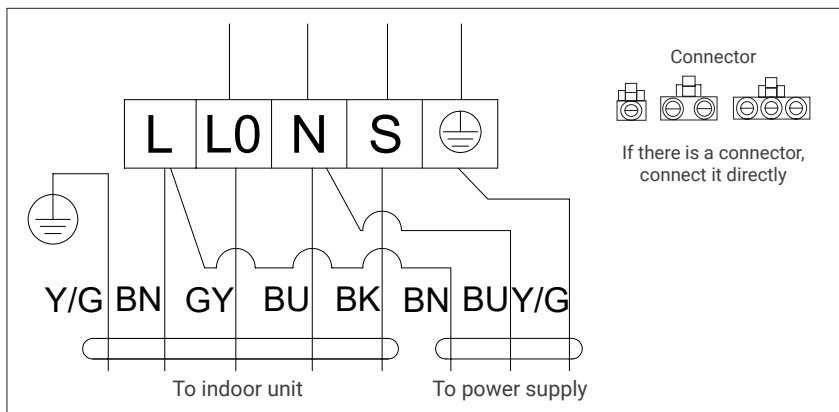 Connector
L L0 N S
If there is a connector,
connect it directly
Y/G BN GY BU BK BN BU Y/G
To indoor unit To power supply